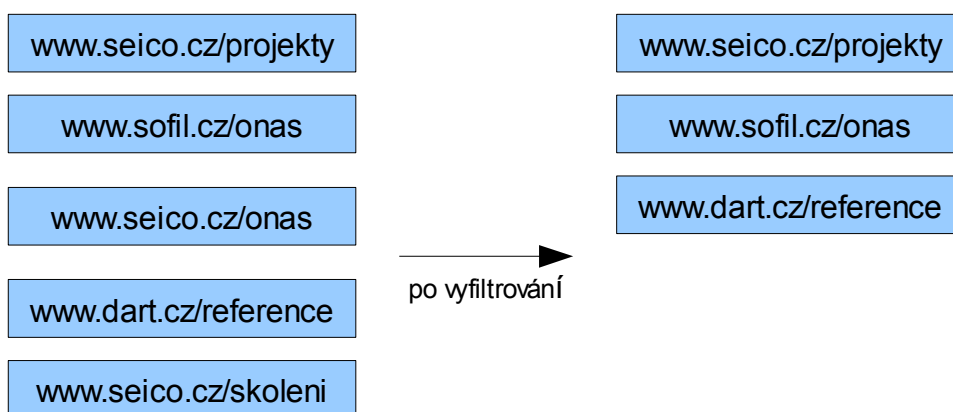 www.seico.cz/projekty
www.sofil.cz/onas
www.seico.cz/onas
www.dart.cz/reference
www.seico.cz/skoleni
po vyfiltrování
www.seico.cz/projekty
www.sofil.cz/onas
www.dart.cz/reference